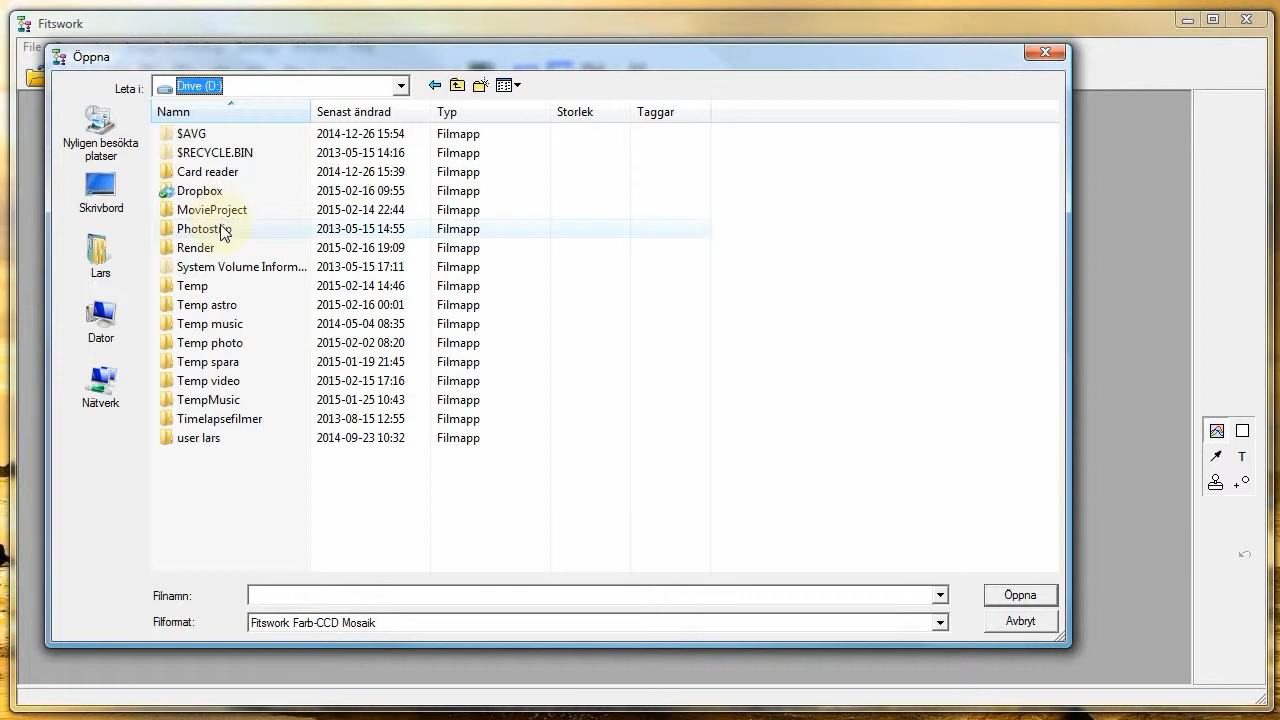 Fitswork
File
Öppna
Leta i:
Drive (D:)
Namn Senast ändrad Typ Storlek Taggar
$AVG 2014-12-26 15:54 Filmapp
$RECYCLE.BIN 2013-05-15 14:16 Filmapp
Card reader 2014-12-26 15:39 Filmapp
Dropbox 2015-02-16 09:55 Filmapp
MovieProject 2015-02-14 22:44 Filmapp
2013-05-15 14:55 Filmapp
Render 2015-02-16 19:09 Filmapp
System Volume Inform... 2013-05-15 17:11 Filmapp
Temp 2015-02-14 14:46 Filmapp
Temp astro 2015-02-16 00:01 Filmapp
Temp music 2014-05-04 08:35 Filmapp
Temp photo 2015-02-02 08:20 Filmapp
Temp spara 2015-01-19 21:45 Filmapp
Temp video 2015-02-15 17:16 Filmapp
TempMusic 2015-01-25 10:43 Filmapp
Timelapsefilmer 2013-08-15 12:55 Filmapp
user lars 2014-09-23 10:32 Filmapp
Nyligen besökta
platser
Skrivbord
Lars
Dator
Nätverk
Filnamn:
Öppna
Filformat:
Fitswork Farb-CCD Mosaik
Avbryt
T